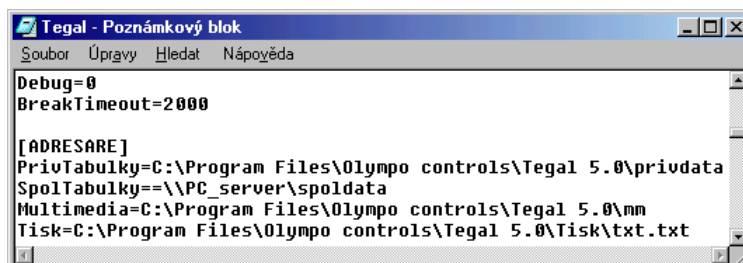 Tegal - Poznámkový blok
Soubor Úpravy Hledat Nápověda
Debug=0
BreakTimeout=2000
[ADRESARE]
PrivTabulky=C:\Program Files\Olympo controls\Tegal 5.0\privdata
SpolTabulky==\\PC_server\spoldata
Multimedia=C:\Program Files\Olympo controls\Tegal 5.0\mm
Tisk=C:\Program Files\Olympo controls\Tegal 5.0\Tisk\txt.txt